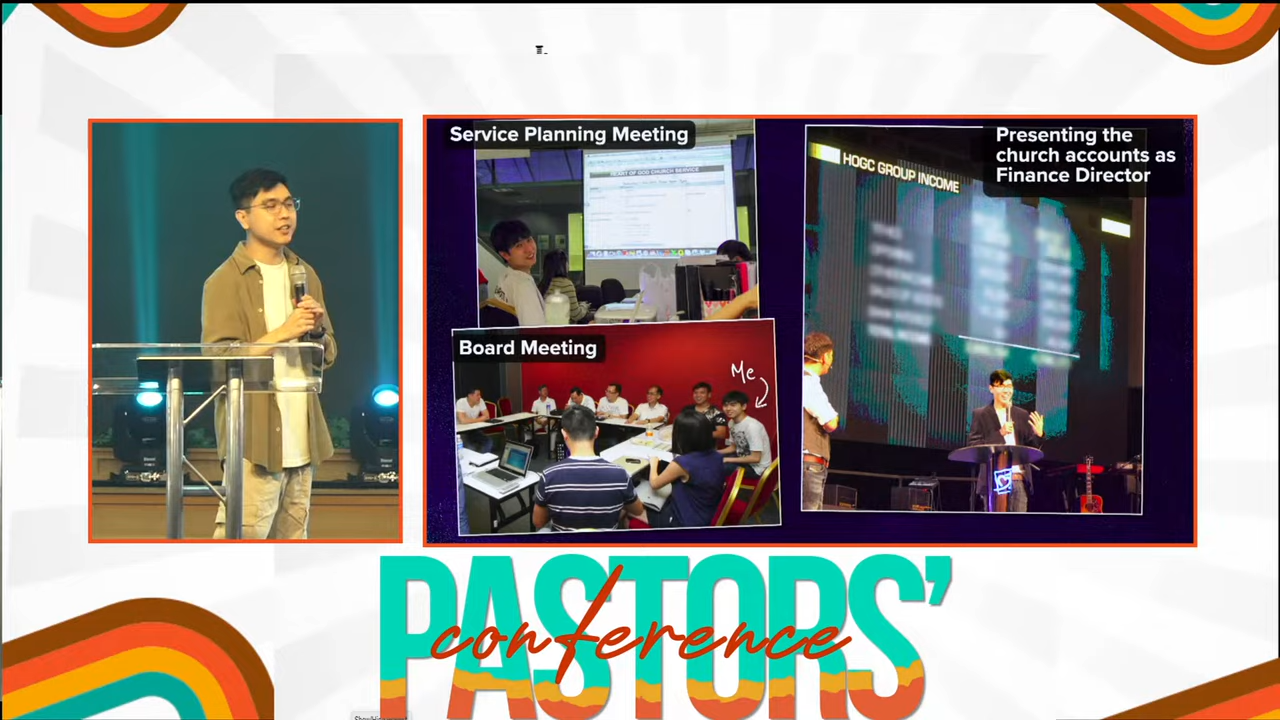 Service Planning Meeting
HEART OF GOD CHURCH SERVICE
Board Meeting
Me
HOGC GROUP INCOME
Presenting the
church accounts as
Finance Director
PASTORS'
conference